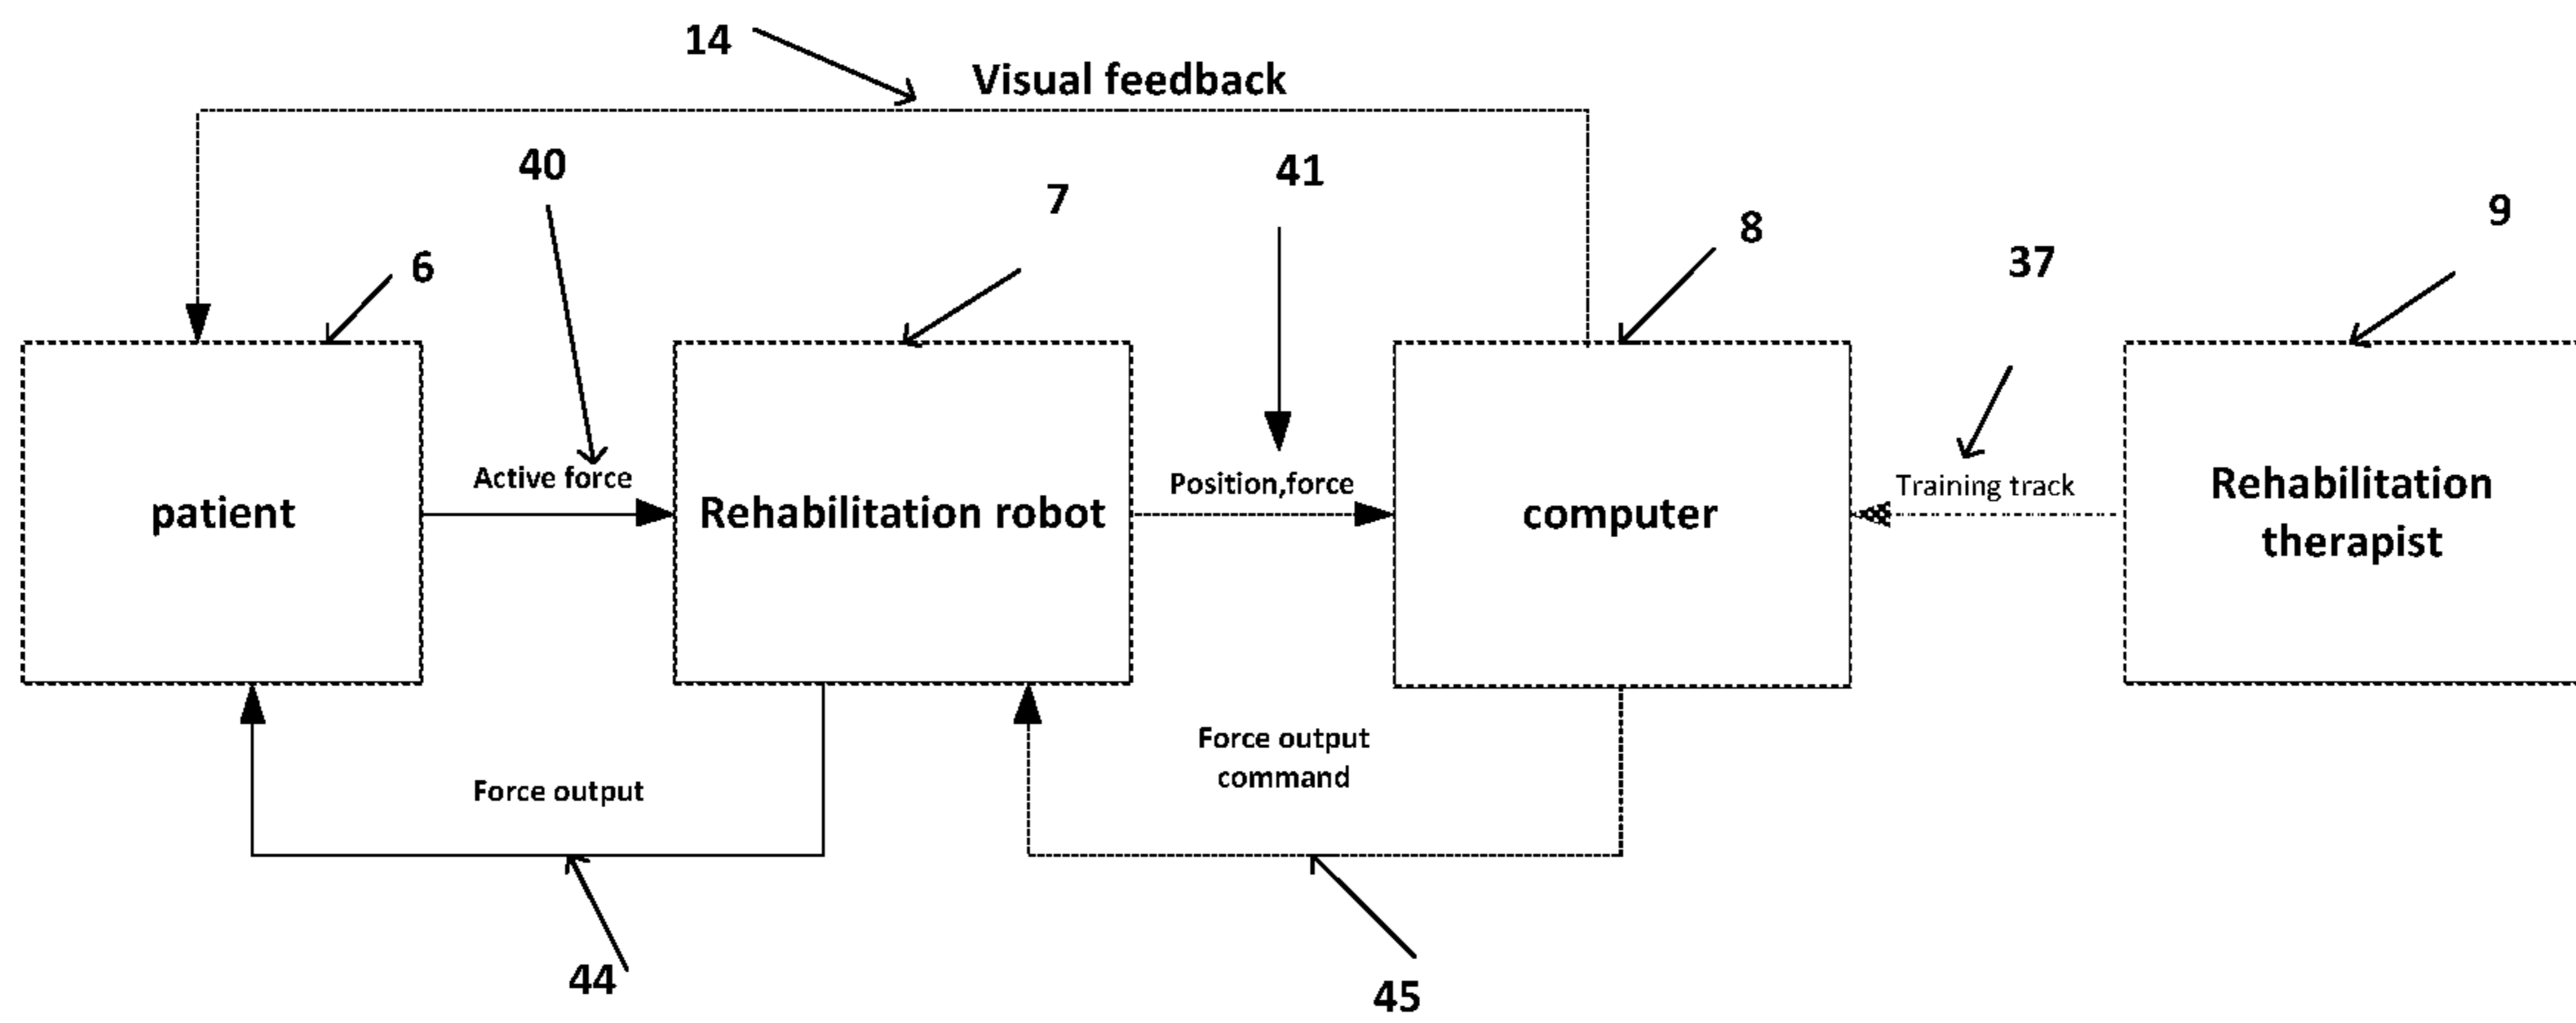 14
Visual feedback
40
41
7
9
8
6
37
Active force
Position,force
Training track
patient
Rehabilitation robot
computer
Rehabilitation
therapist
Force output
command
Force output
44
45